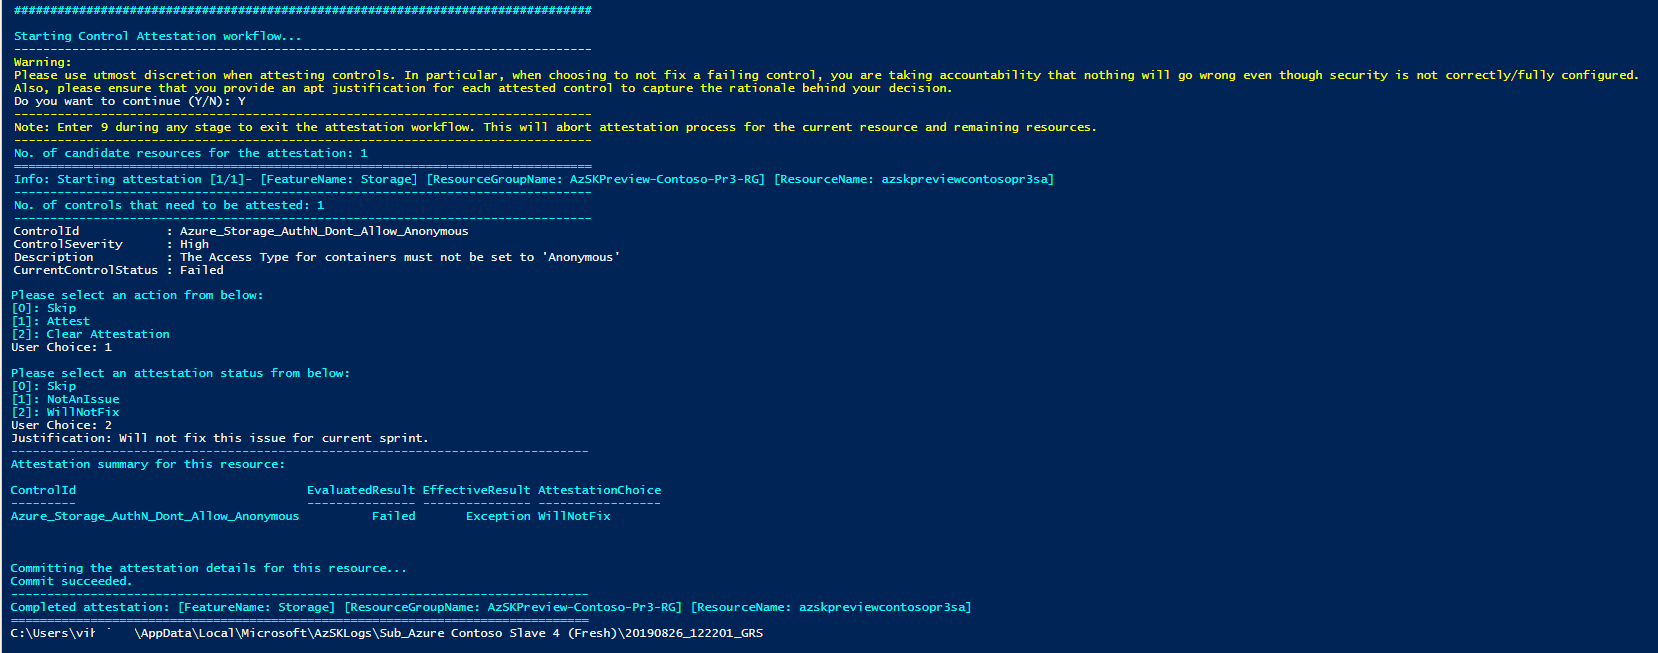 ################################################################################
Starting Control Attestation workflow...
--------------------------------------------------------------------------------
Warning:
Please use utmost discretion when attesting controls. In particular, when choosing to not fix a failing control, you are taking accountability that nothing will go wrong even though security is not correctly/fully configured.
Also, please ensure that you provide an apt justification for each attested control to capture the rationale behind your decision.
Do you want to continue (Y/N): Y
--------------------------------------------------------------------------------
Note: Enter 9 during any stage to exit the attestation workflow. This will abort attestation process for the current resource and remaining resources.
--------------------------------------------------------------------------------
No. of candidate resources for the attestation: 1
================================================================================
Info: Starting attestation [1/1]- [FeatureName: Storage] [ResourceGroupName: AzSKPreview-Contoso-Pr3-RG] [ResourceName: azskpreviewcontosopr3sa]
--------------------------------------------------------------------------------
No. of controls that need to be attested: 1
--------------------------------------------------------------------------------
ControlId            : Azure_Storage_AuthN_Dont_Allow_Anonymous
ControlSeverity      : High
Description          : The Access Type for containers must not be set to 'Anonymous'
CurrentControlStatus : Failed
Please select an action from below:
[0]: Skip
[1]: Attest
[2]: Clear Attestation
User Choice: 1
Please select an attestation status from below:
[0]: Skip
[1]: NotAnIssue
[2]: WillNotFix
User Choice: 2
Justification: Will not fix this issue for current sprint.
--------------------------------------------------------------------------------
Attestation summary for this resource:
ControlId                                EvaluatedResult EffectiveResult AttestationChoice
---------                                --------------- --------------- -----------------
Azure_Storage_AuthN_Dont_Allow_Anonymous          Failed       Exception WillNotFix
Committing the attestation details for this resource...
Commit succeeded.
--------------------------------------------------------------------------------
Completed attestation: [FeatureName: Storage] [ResourceGroupName: AzSKPreview-Contoso-Pr3-RG] [ResourceName: azskpreviewcontosopr3sa]
================================================================================
C:\Users\vi \AppData\Local\Microsoft\AzSKLogs\Sub_Azure Contoso Slave 4 (Fresh)\20190826_122201_GRS